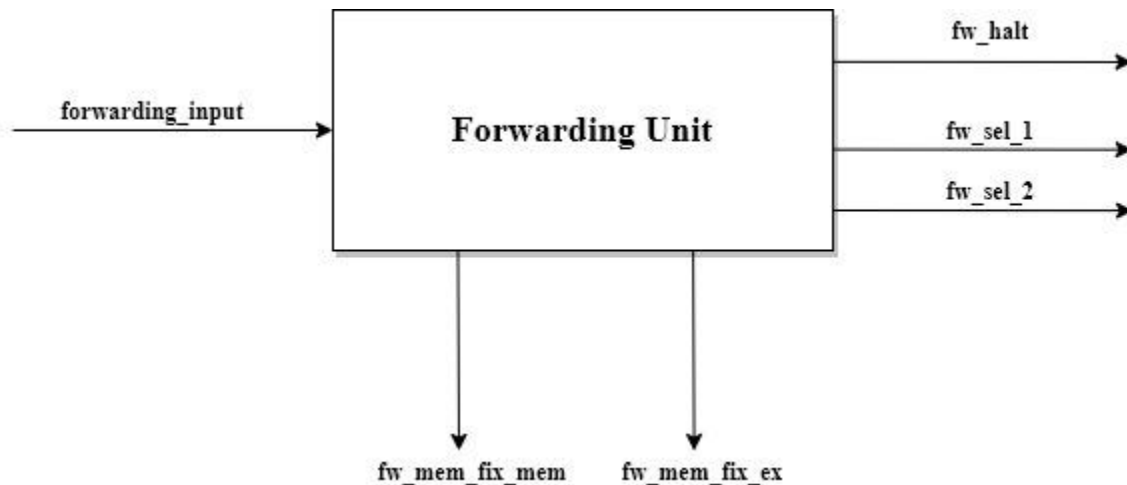 fw_halt
forwarding_input
Forwarding Unit
fw_sel_1
fw_sel_2
fw_mem_fix_mem
fw_mem_fix_ex